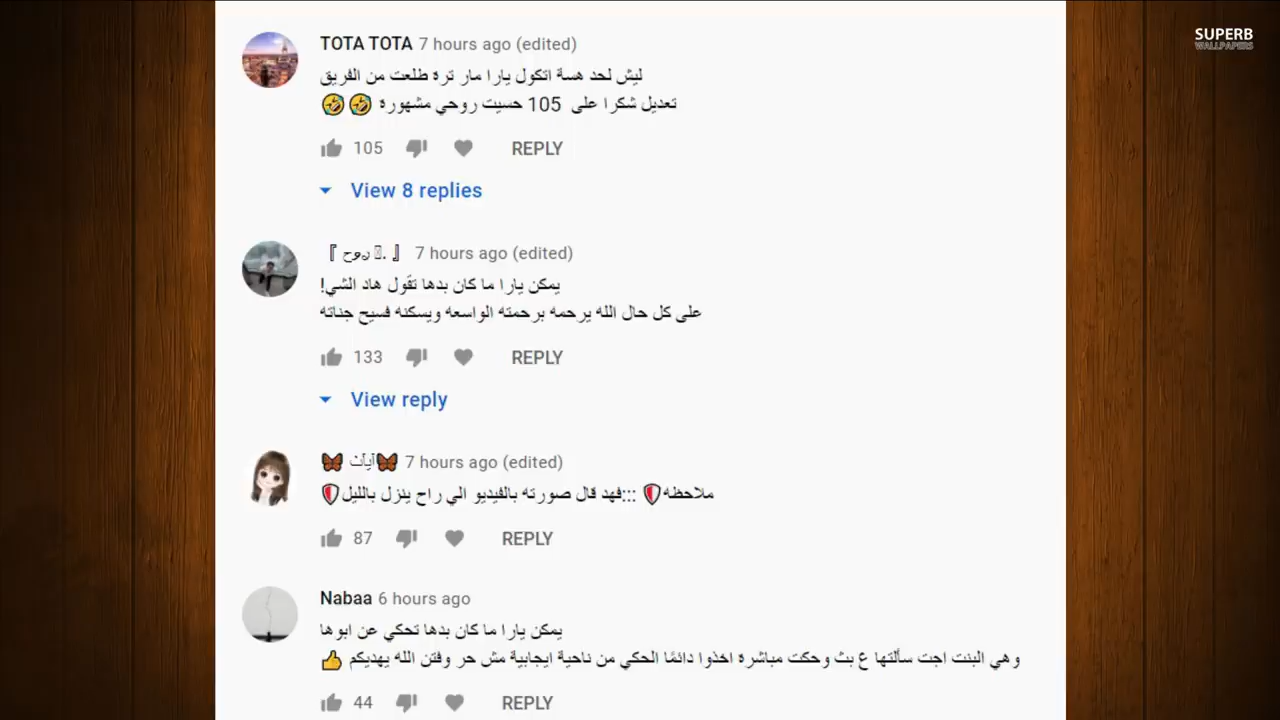 SUPERB
WALLPAPERS
TOTA TOTA 7 hours ago (edited)
ليش لحد هسة اتكول يارا مار تره طلعت من الفريق
تعديل شكرا على 105 حسيت روحي مشهوره 🤣🤣
105 REPLY
View 8 replies
『 .روح 』 7 hours ago (edited)
يمكن يارا ما كان بدها تقول هاد الشي!
على كل حال الله يرحمه برحمته الواسعه ويسكنه فسيح جناته
133 REPLY
View reply
🦋آيآت🦋 7 hours ago (edited)
ملاحظه🛡 :::فهد قال صورته بالفيديو الي راح ينزل بالليل🛡
87 REPLY
Nabaa 6 hours ago
يمكن يارا ما كان بدها تحكي عن ابوها
وهي البنت اجت سألتها ع بث وحكت مباشره اخذوا دائمًا الحكي من ناحية ايجابية مش حر وفتن الله يهديكم 👍
44 REPLY